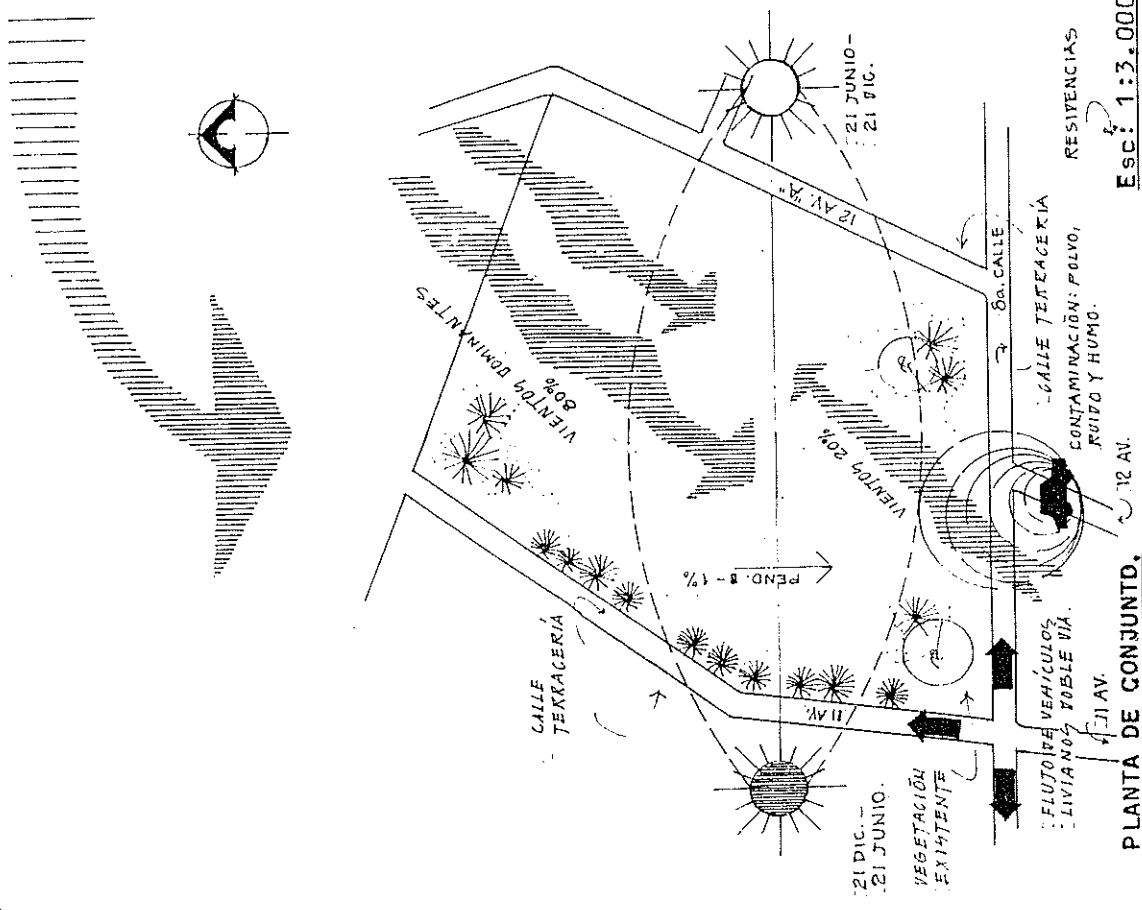 VIENTOS DOMINANTES
80%
21 JUNIO-
21 DIC.
12 AV. "A"
VIENTOS 20%
PEND. 8-1%
CALLE
TERRACERÍA
11 AV.
21 DIC.-
21 JUNIO.
VEGETACIÓN
EXISTENTE
8a. CALLE
CALLE TERRACERÍA
RESIDENCIAS
CONTAMINACIÓN: POLVO,
RUIDO Y HUMO.
FLUJO DE VEHÍCULOS
LIVIANOS DOBLE VIA.
12 AV.
11 AV.
PLANTA DE CONJUNTO.
Esc: 1:3.000